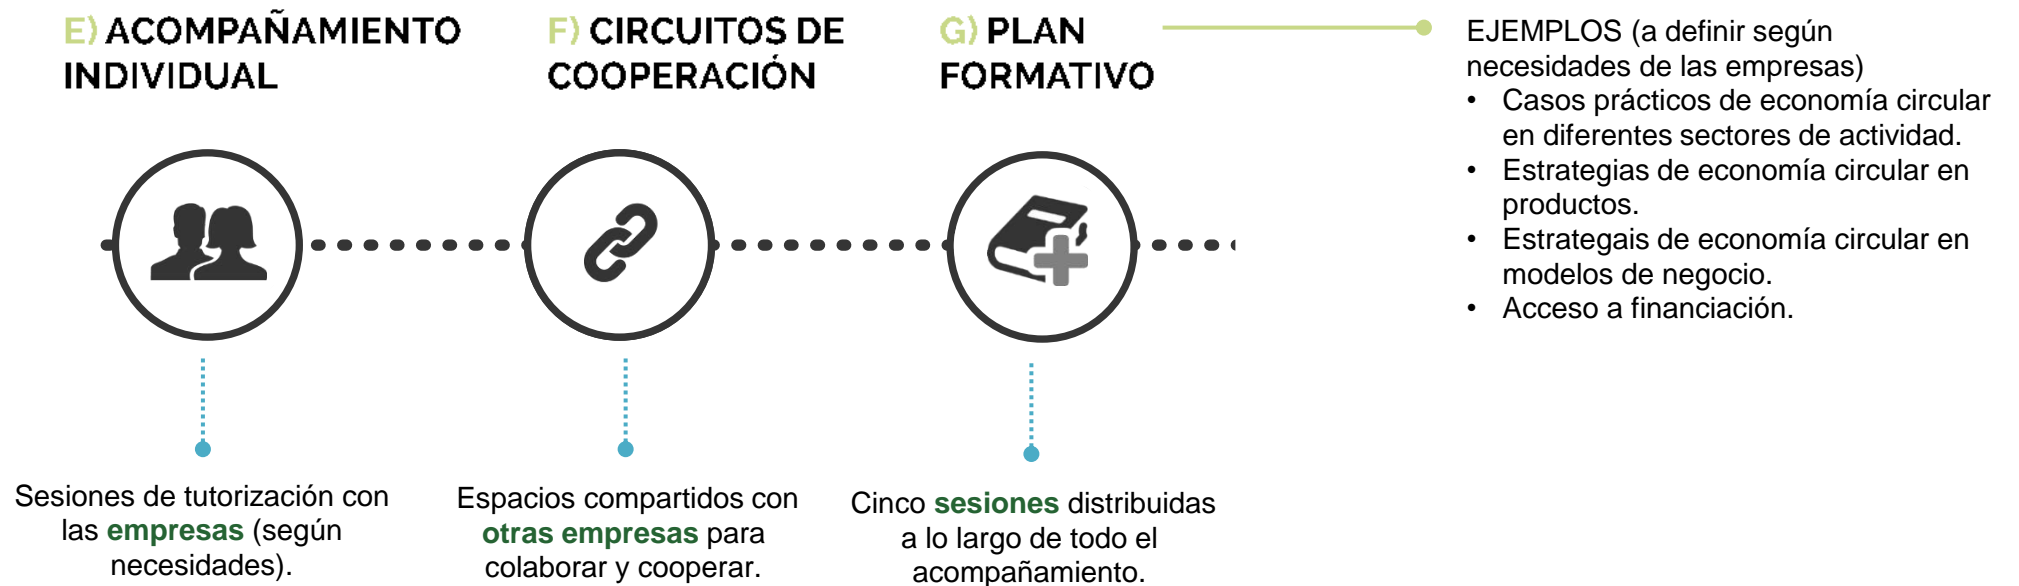 E) ACOMPAÑAMIENTO
INDIVIDUAL
F) CIRCUITOS DE
COOPERACIÓN
G) PLAN
FORMATIVO
EJEMPLOS (a definir según
necesidades de las empresas)
• Casos prácticos de economía circular
en diferentes sectores de actividad.
• Estrategias de economía circular en
productos.
• Estrategais de economía circular en
modelos de negocio.
• Acceso a financiación.
Sesiones de tutorización con
las empresas (según
necesidades).
Espacios compartidos con
otras empresas para
colaborar y cooperar.
Cinco sesiones distribuidas
a lo largo de todo el
acompañamiento.